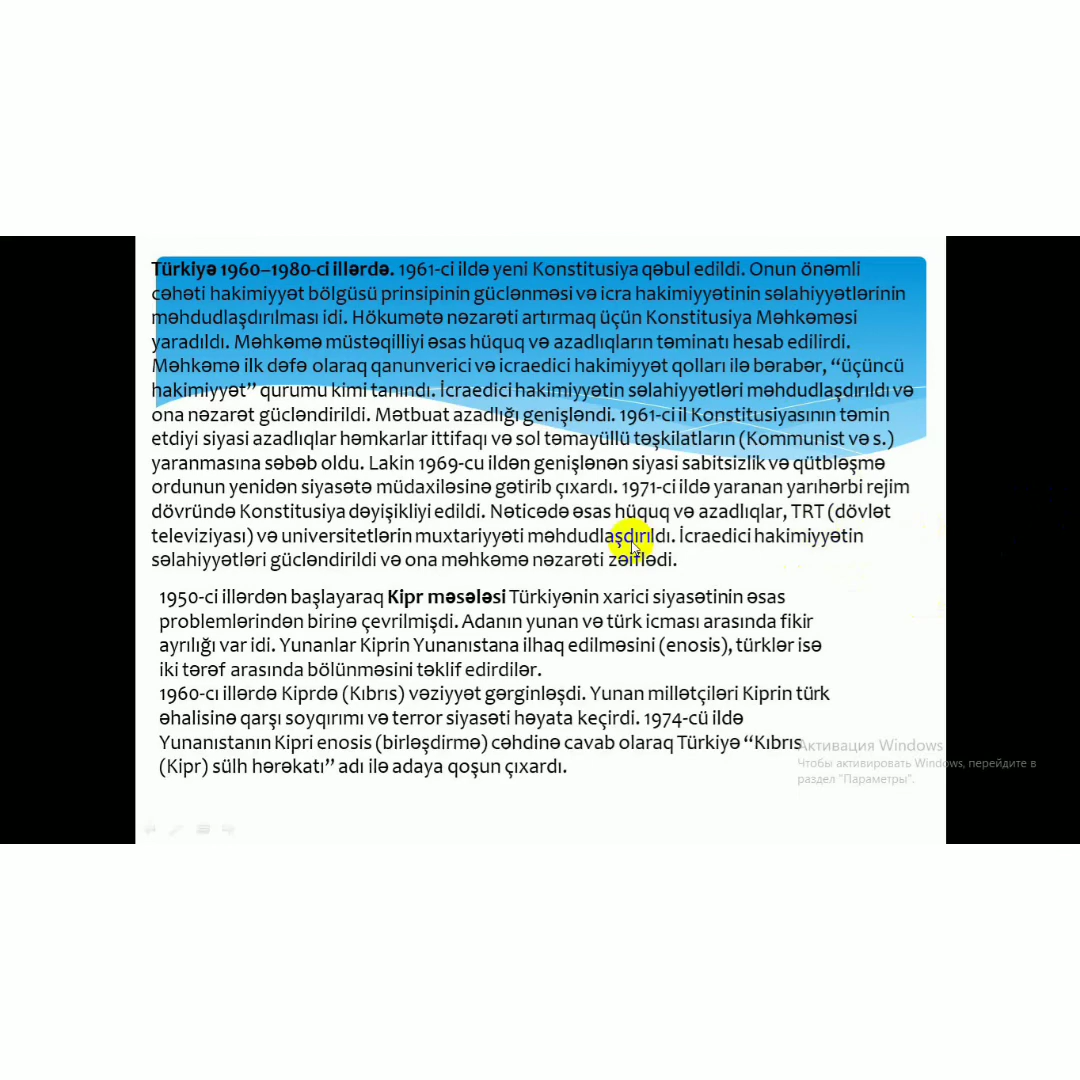 Türkiyə 1960–1980-ci illərdə. 1961-ci ildə yeni Konstitusiya qəbul edildi. Onun önəmli
cəhəti hakimiyyət bölgüsü prinsipinin güclənməsi və icra hakimiyyətinin səlahiyyətlərinin
məhdudlaşdırılması idi. Hökumətə nəzarəti artırmaq üçün Konstitusiya Məhkəməsi
yaradıldı. Məhkəmə müstəqilliyi əsas hüquq və azadlıqların təminatı hesab edilirdi.
Məhkəmə ilk dəfə olaraq qanunverici və icraedici hakimiyyət qolları ilə bərabər, “üçüncü
hakimiyyət” qurumu kimi tanındı. İcraedici hakimiyyətin səlahiyyətləri məhdudlaşdırıldı və
ona nəzarət gücləndirildi. Mətbuat azadlığı genişləndi. 1961-ci il Konstitusiyasının təmin
etdiyi siyasi azadlıqlar həmkarlar ittifaqı və sol təmayüllü təşkilatların (Kommunist və s.)
yaranmasına səbəb oldu. Lakin 1969-cu ildən genişlənən siyasi sabitsizlik və qütbləşmə
ordunun yenidən siyasətə müdaxiləsinə gətirib çıxardı. 1971-ci ildə yaranan yarıhərbi rejim
dövründə Konstitusiya dəyişikliyi edildi. Nəticədə əsas hüquq və azadlıqlar, TRT (dövlət
televiziyası) və universitetlərin muxtariyyəti məhdudlaşdırıldı. İcraedici hakimiyyətin
səlahiyyətləri gücləndirildi və ona məhkəmə nəzarəti zəiflədi.
1950-ci illərdən başlayaraq Kipr məsələsi Türkiyənin xarici siyasətinin əsas
problemlərindən birinə çevrilmişdi. Adanın yunan və türk icması arasında fikir
ayrılığı var idi. Yunanlar Kiprin Yunanıstana ilhaq edilməsini (enosis), türklər isə
iki tərəf arasında bölünməsini təklif edirdilər.
1960-cı illərdə Kiprdə (Kıbrıs) vəziyyət gərginləşdi. Yunan millətçiləri Kiprin türk
əhalisinə qarşı soyqırımı və terror siyasəti həyata keçirdi. 1974-cü ildə
Yunanıstanın Kipri enosis (birləşdirmə) cəhdinə cavab olaraq Türkiyə “Kıbrıs
(Kipr) sülh hərəkatı” adı ilə adaya qoşun çıxardı.
Активация Windows
Чтобы активировать Windows, перейдите в
раздел "Параметры".